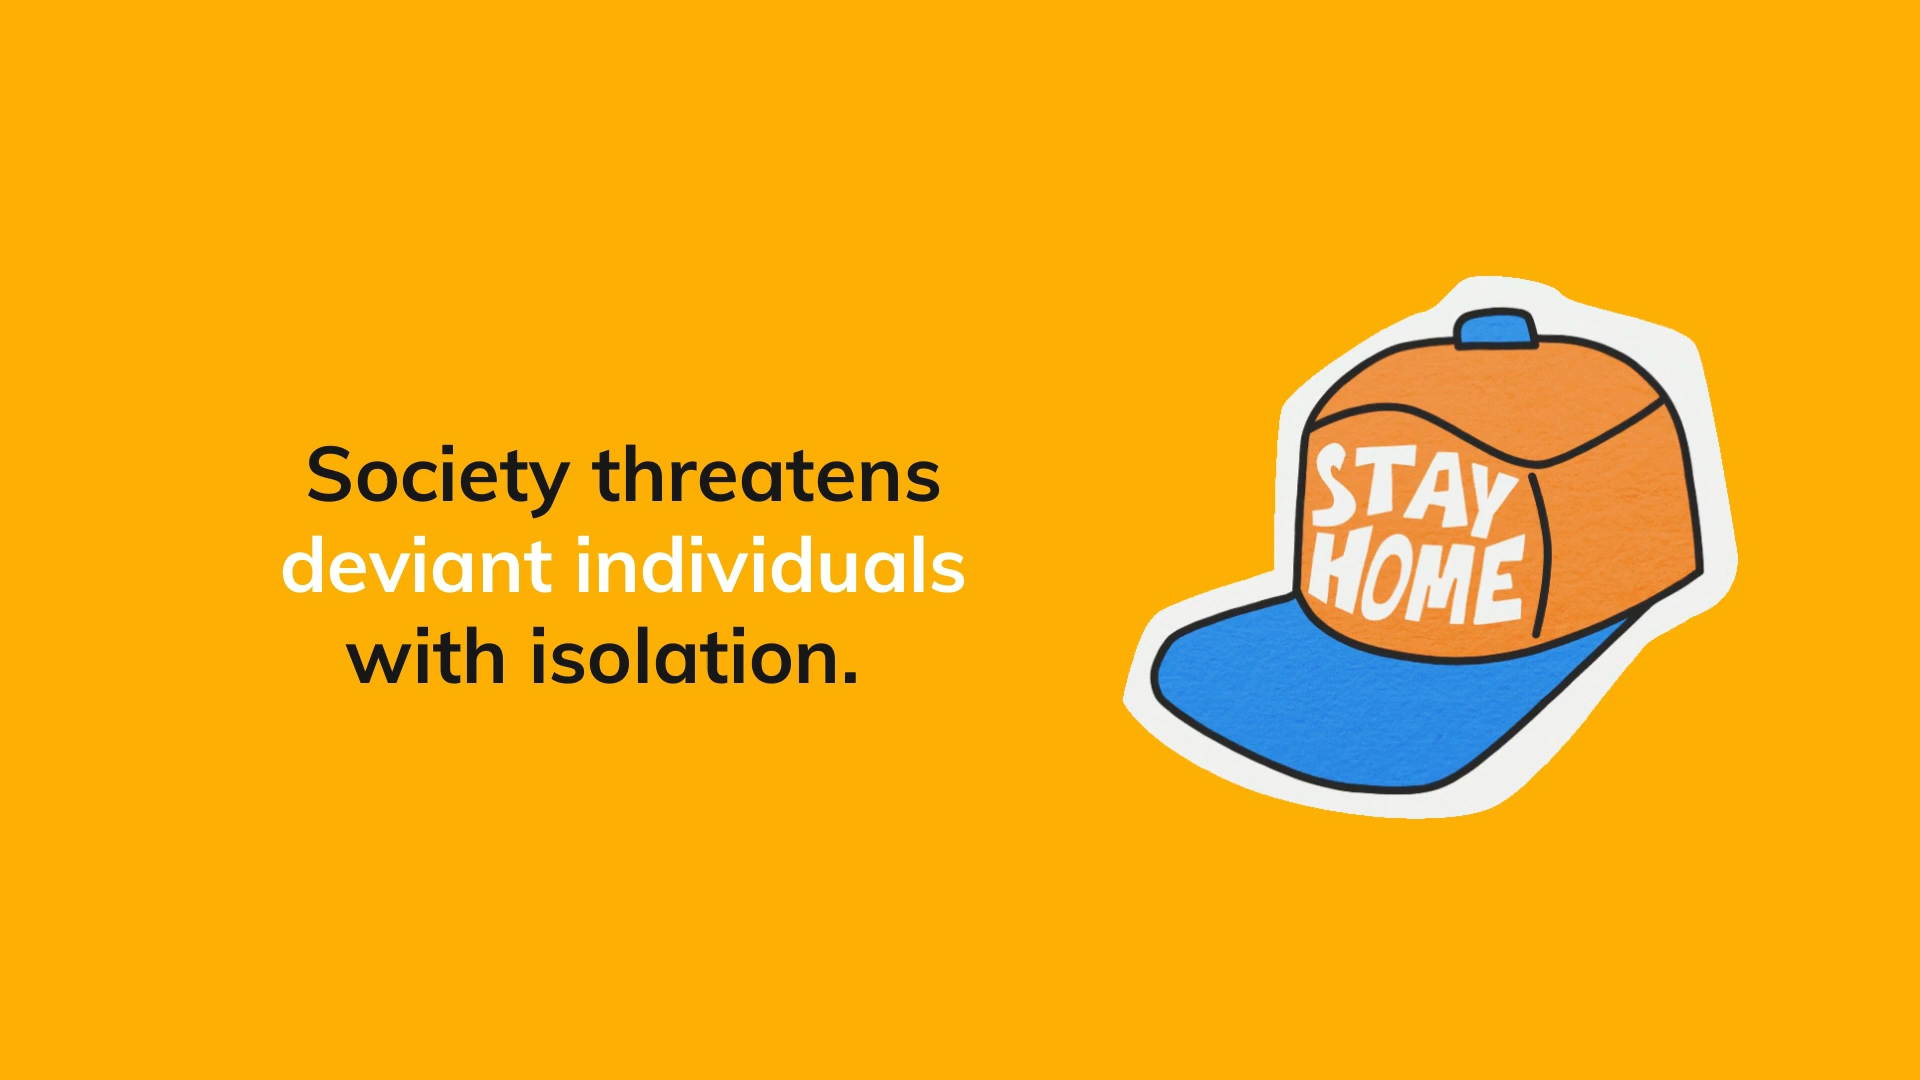 Society threatens
deviant individuals
with isolation.
STAY
HOME